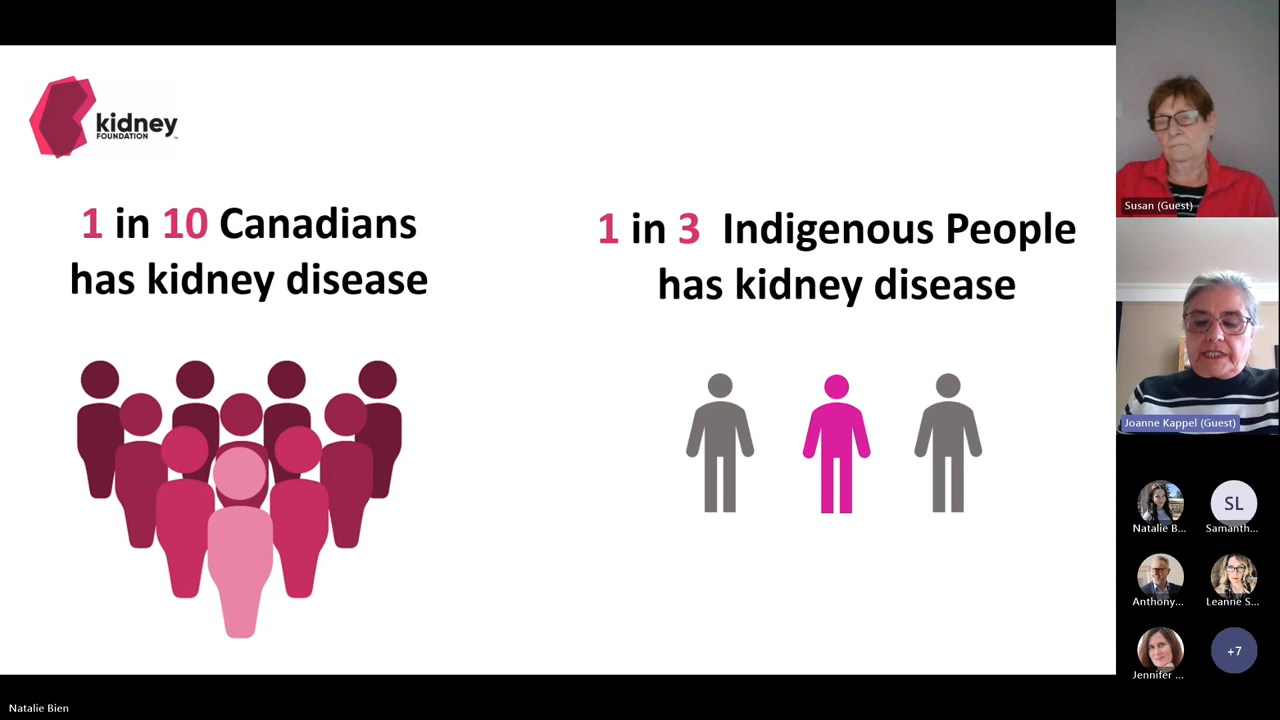 kidney
FOUNDATION
1 in 10 Canadians
has kidney disease
1 in 3 Indigenous People
has kidney disease
Susan (Guest)
Joanne Kappel (Guest)
Natalie B...
SL
Samanth...
Anthony...
Leanne S...
Jennifer ...
+7
Natalie Bien